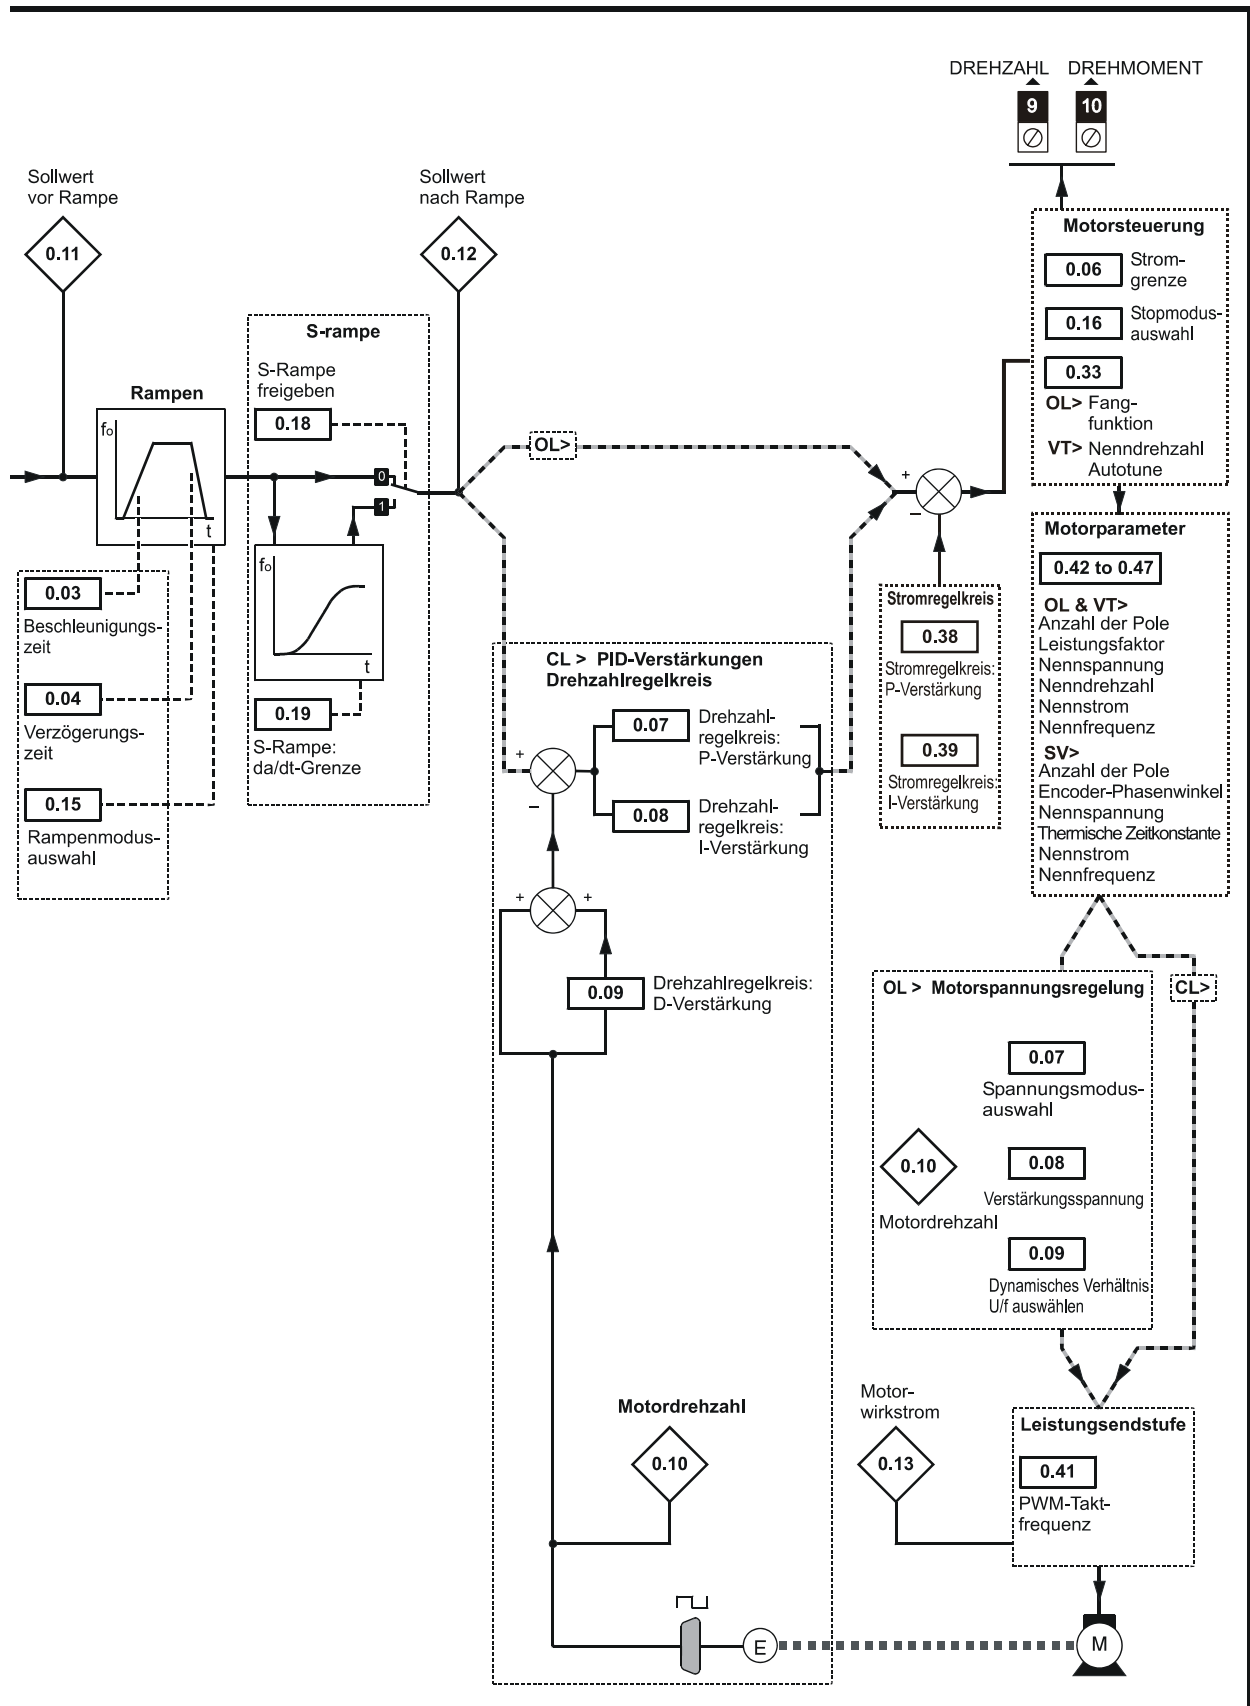 DREHZAHL DREHMOMENT
9 10
Sollwert
vor Rampe
0.11
Sollwert
nach Rampe
0.12
Rampen
fo
t
0.03
Beschleunigungs-
zeit
0.04
Verzögerungs-
zeit
0.15
Rampenmodus-
auswahl
S-rampe
S-Rampe
freigeben
0.18
0
1
fo
t
0.19
S-Rampe:
da/dt-Grenze
OL>
CL > PID-Verstärkungen
Drehzahlregelkreis
+
−
0.07
Drehzahl-
regelkreis:
P-Verstärkung
0.08
Drehzahl-
regelkreis:
I-Verstärkung
+ +
0.09
Drehzahlregelkreis:
D-Verstärkung
Motordrehzahl
0.10
E
+
−
Stromregelkreis
0.38
Stromregelkreis:
P-Verstärkung
0.39
Stromregelkreis:
I-Verstärkung
Motorsteuerung
0.06
Strom-
grenze
0.16
Stopmodus-
auswahl
0.33
OL> Fang-
funktion
VT> Nenndrehzahl
Autotune
Motorparameter
0.42 to 0.47
OL & VT>
Anzahl der Pole
Leistungsfaktor
Nennspannung
Nenndrehzahl
Nennstrom
Nennfrequenz
SV>
Anzahl der Pole
Encoder-Phasenwinkel
Nennspannung
Thermische Zeitkonstante
Nennstrom
Nennfrequenz
OL > Motorspannungsregelung
CL>
0.07
Spannungsmodus-
auswahl
0.10
Motordrehzahl
0.08
Verstärkungsspannung
0.09
Dynamisches Verhältnis
U/f auswählen
Motor-
wirkstrom
0.13
Leistungsendstufe
0.41
PWM-Takt-
frequenz
M